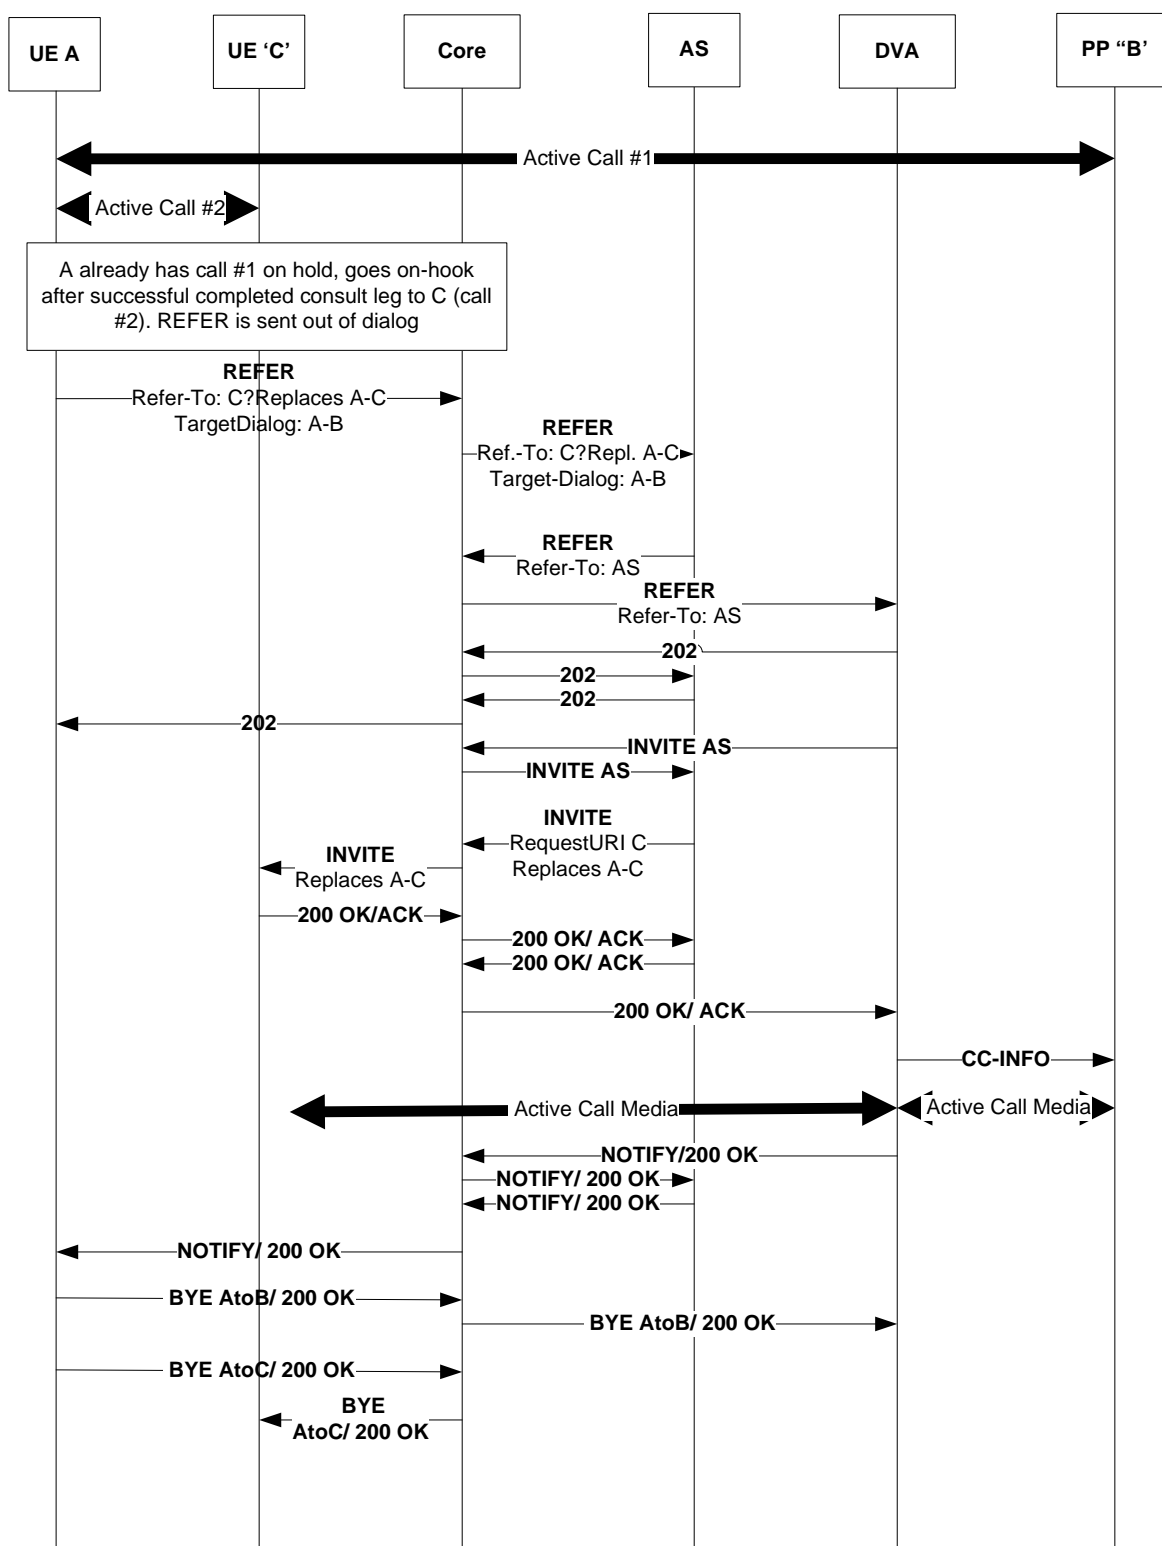 UE A
UE ‘C’
Core
AS
DVA
PP “B’
Active Call #1
Active Call #2
A already has call #1 on hold, goes on-hook
after successful completed consult leg to C (call
#2). REFER is sent out of dialog
REFER
Refer-To: C?Replaces A-C
TargetDialog: A-B
REFER
Ref.-To: C?Repl. A-C
Target-Dialog: A-B
REFER
Refer-To: AS
REFER
Refer-To: AS
202
202
202
202
INVITE AS
INVITE AS
INVITE
RequestURI C
Replaces A-C
INVITE
Replaces A-C
200 OK/ACK
200 OK/ ACK
200 OK/ ACK
200 OK/ ACK
CC-INFO
Active Call Media
Active Call Media
NOTIFY/200 OK
NOTIFY/ 200 OK
NOTIFY/ 200 OK
NOTIFY/ 200 OK
BYE AtoB/ 200 OK
BYE AtoB/ 200 OK
BYE AtoC/ 200 OK
BYE
AtoC/ 200 OK